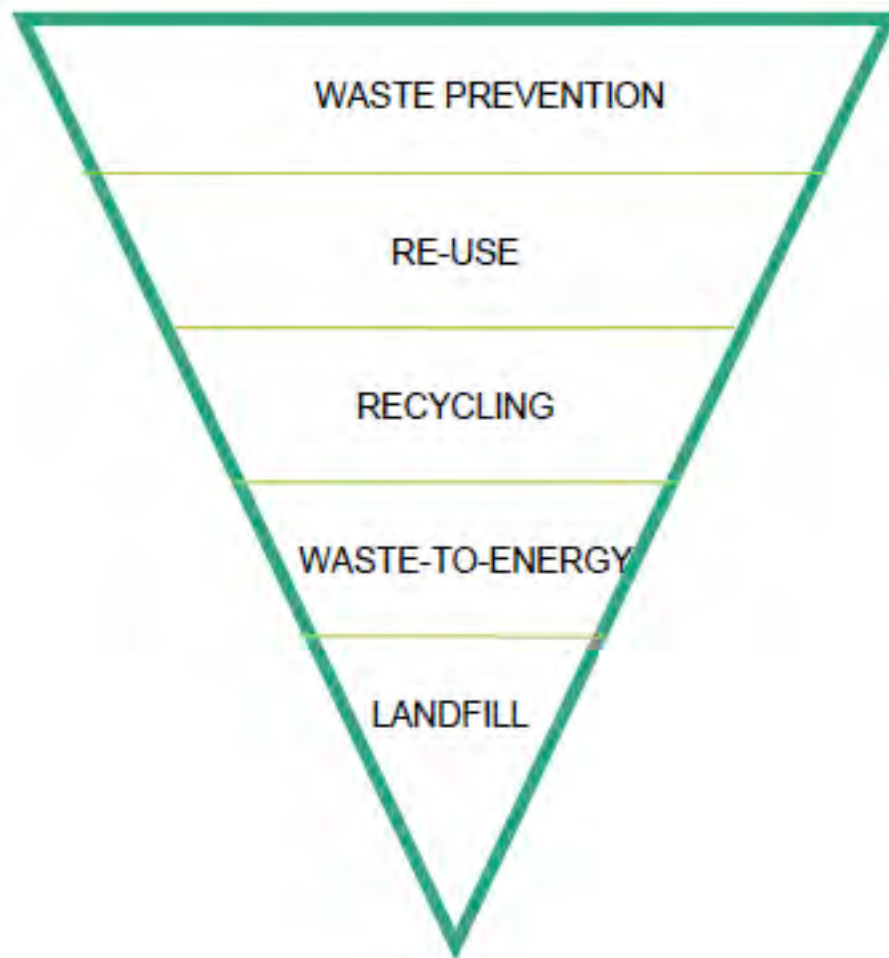 WASTE PREVENTION
RE-USE
RECYCLING
WASTE-TO-ENERGY
LANDFILL